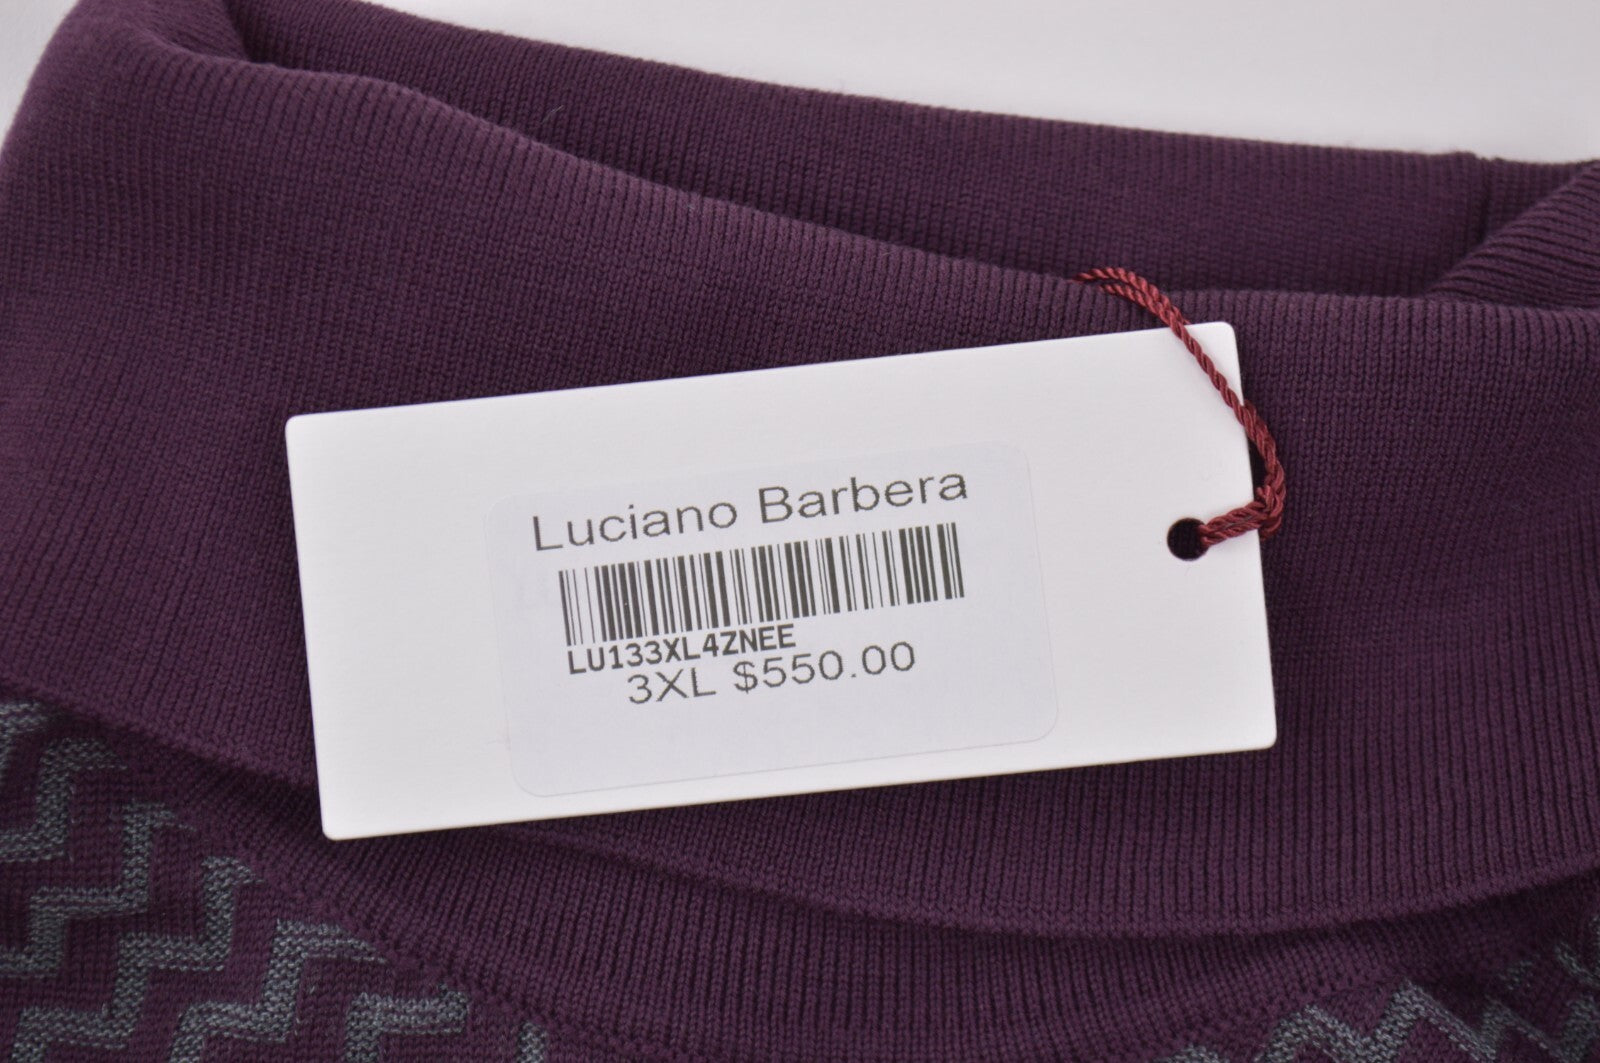 Luciano Barbera
LU133XL4ZNEE
3XL $550.00